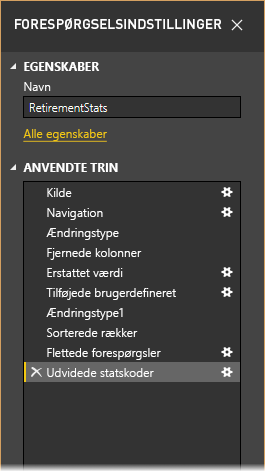 FORESPØRGSELSINDSTILLINGER
EGENSKABER
Navn
RetirementStats
Alle egenskaber
ANVENDTE TRIN
Kilde
Navigation
Ændringstype
Fjernede kolonner
Erstattet værdi
Tilføjede brugerdefineret
Ændringstype1
Sorterede rækker
Flettede forespørgsler
Udvidede statskoder